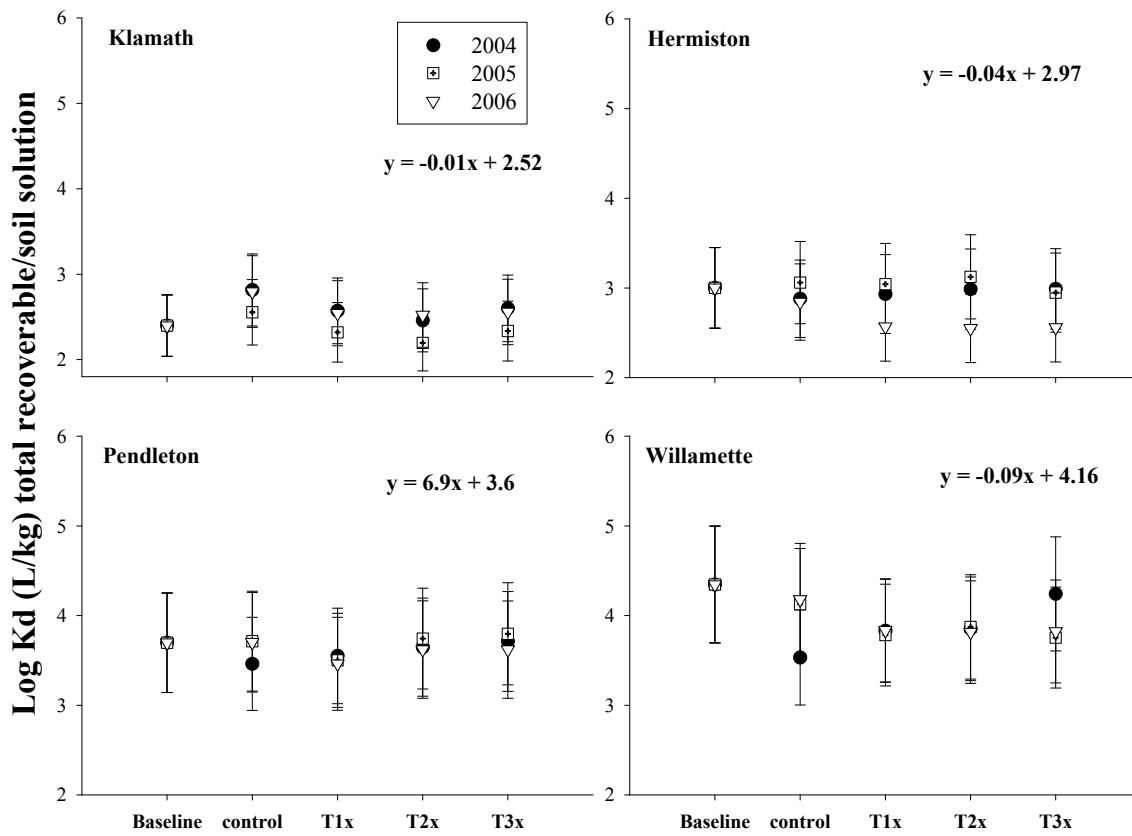 Log Kd (L/kg) total recoverable/soil solution
6
5
4
3
2
Klamath
2004
2005
2006
y = -0.01x + 2.52
6
5
4
3
2
Hermiston
y = -0.04x + 2.97
6
5
4
3
2
Pendleton
y = 6.9x + 3.6
Baseline control T1x T2x T3x
6
5
4
3
2
Willamette
y = -0.09x + 4.16
Baseline control T1x T2x T3x